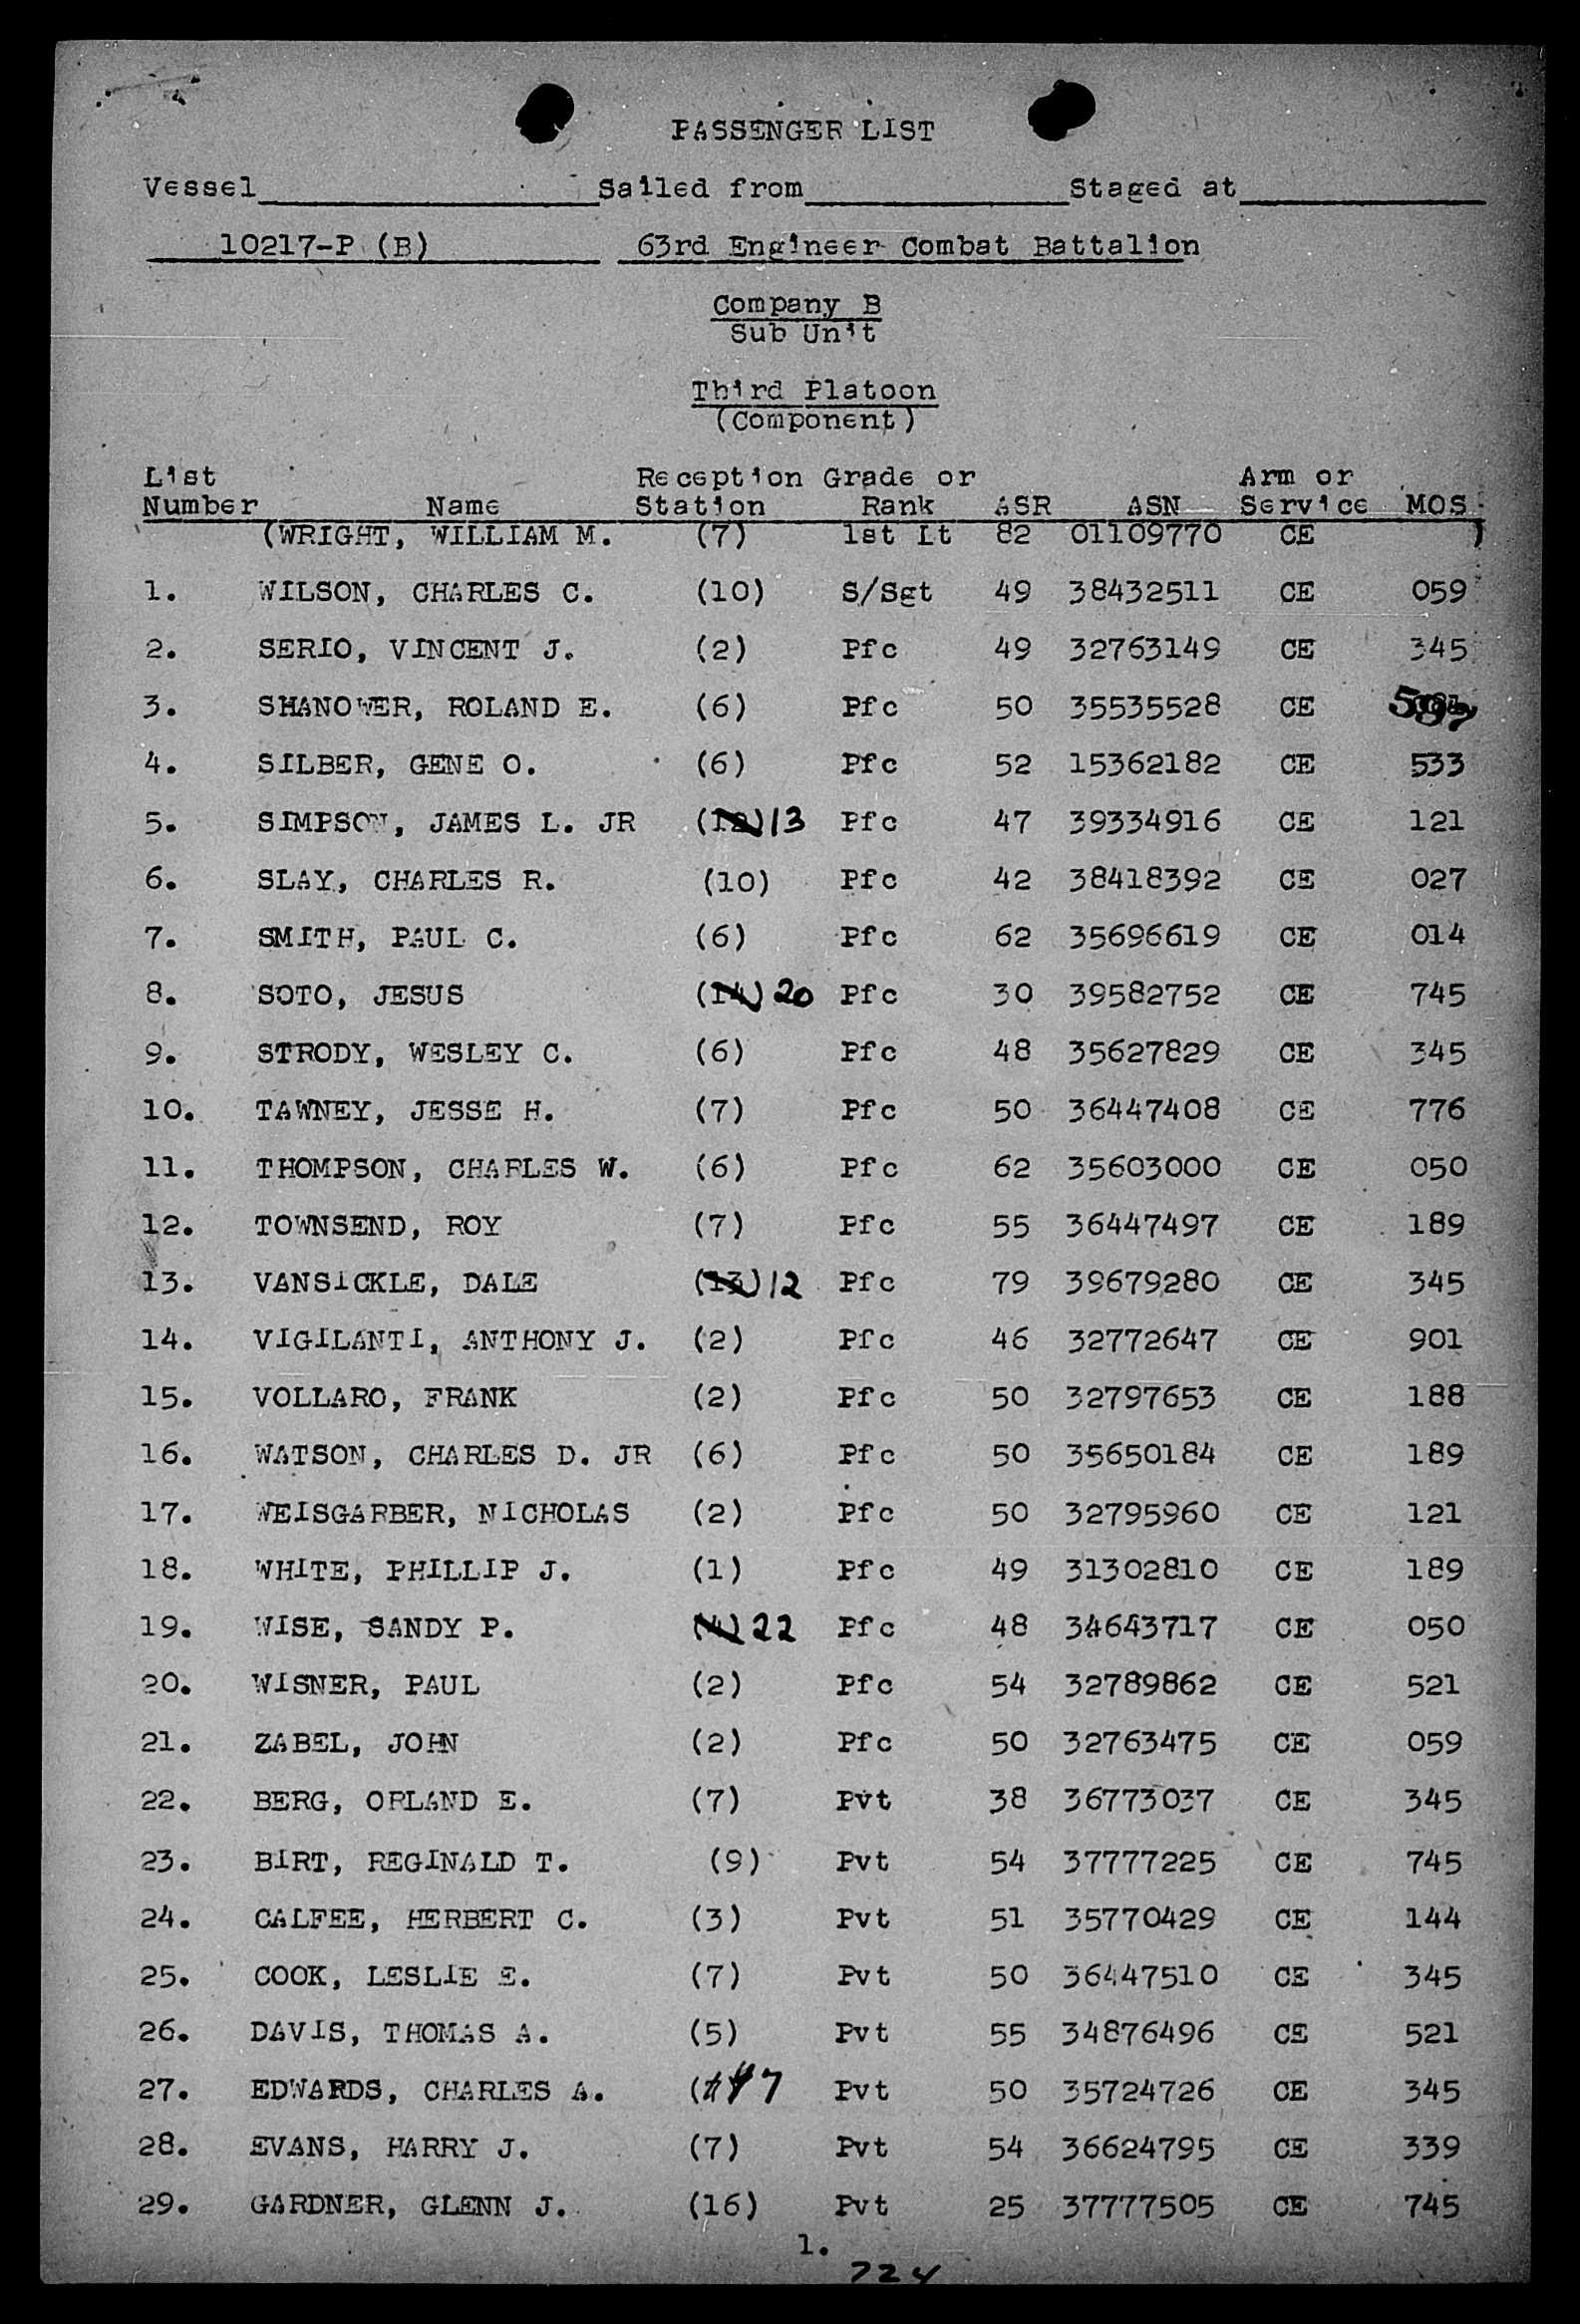 PASSENGER LIST
Vessel Sailed from Staged at
10217-P (B) 63rd Engineer Combat Battalion
Company B
Sub Unit
Third Platoon
(Component)
List Reception Grade or Arm or
Number Name Station Rank ASR ASN Service MOS
(WRIGHT, WILLIAM M. (7) 1st Lt 82 01109770 CE )
1. WILSON, CHARLES C. (10) S/Sgt 49 38432511 CE 059
2. SERIO, VINCENT J. (2) Pfc 49 32763149 CE 345
3. SHANOWER, ROLAND E. (6) Pfc 50 35535528 CE
4. SILBER, GENE O. (6) Pfc 52 15362182 CE 533
5. SIMPSON, JAMES L. JR (12) 13 Pfc 47 39334916 CE 121
6. SLAY, CHARLES R. (10) Pfc 42 38418392 CE 027
7. SMITH, PAUL C. (6) Pfc 62 35696619 CE 014
8. SOTO, JESUS (14) 20 Pfc 30 39582752 CE 745
9. STRODY, WESLEY C. (6) Pfc 48 35627829 CE 345
10. TAWNEY, JESSE H. (7) Pfc 50 36447408 CE 776
11. THOMPSON, CHARLES W. (6) Pfc 62 35603000 CE 050
12. TOWNSEND, ROY (7) Pfc 55 36447497 CE 189
13. VANSICKLE, DALE (13) 12 Pfc 79 39679280 CE 345
14. VIGILANTI, ANTHONY J. (2) Pfc 46 32772647 CE 901
15. VOLLARO, FRANK (2) Pfc 50 32797653 CE 188
16. WATSON, CHARLES D. JR (6) Pfc 50 35650184 CE 189
17. WEISGARBER, NICHOLAS (2) Pfc 50 32795960 CE 121
18. WHITE, PHILLIP J. (1) Pfc 49 31302810 CE 189
19. WISE, SANDY P. (4) 22 Pfc 48 34643717 CE 050
20. WISNER, PAUL (2) Pfc 54 32789862 CE 521
21. ZABEL, JOHN (2) Pfc 50 32763475 CE 059
22. BERG, ORLAND E. (7) Pvt 38 36773037 CE 345
23. BIRT, REGINALD T. (9) Pvt 54 37777225 CE 745
24. CALFEE, HERBERT C. (3) Pvt 51 35770429 CE 144
25. COOK, LESLIE E. (7) Pvt 50 36447510 CE 345
26. DAVIS, THOMAS A. (5) Pvt 55 34876496 CE 521
27. EDWARDS, CHARLES A. 7 Pvt 50 35724726 CE 345
28. EVANS, HARRY J. (7) Pvt 54 36624795 CE 339
29. GARDNER, GLENN J. (16) Pvt 25 37777505 CE 745
1.
724